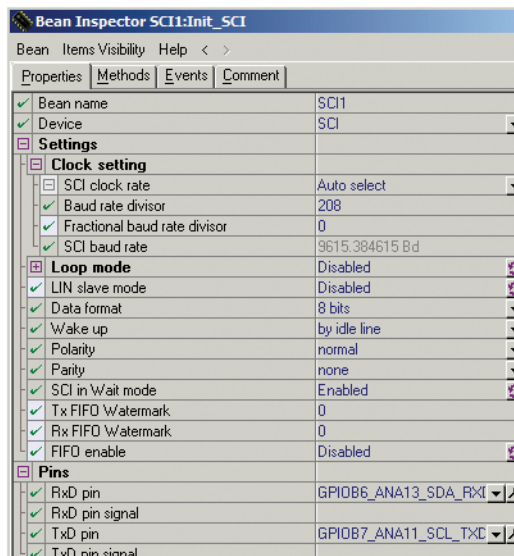 Bean Inspector SCI1:Init_SCI
Bean Items Visibility Help < >
Properties Methods Events Comment
Bean name SCI1
Device SCI
Settings
Clock setting
SCI clock rate Auto select
Baud rate divisor 208
Fractional baud rate divisor 0
SCI baud rate 9615.384615 Bd
Loop mode Disabled
LIN slave mode Disabled
Data format 8 bits
Wake up by idle line
Polarity normal
Parity none
SCI in Wait mode Enabled
Tx FIFO Watermark 0
Rx FIFO Watermark 0
FIFO enable Disabled
Pins
RxD pin GPIOB6_ANA13_SDA_RXD
RxD pin signal
TxD pin GPIOB7_ANA11_SCL_TXD
TxD pin signal